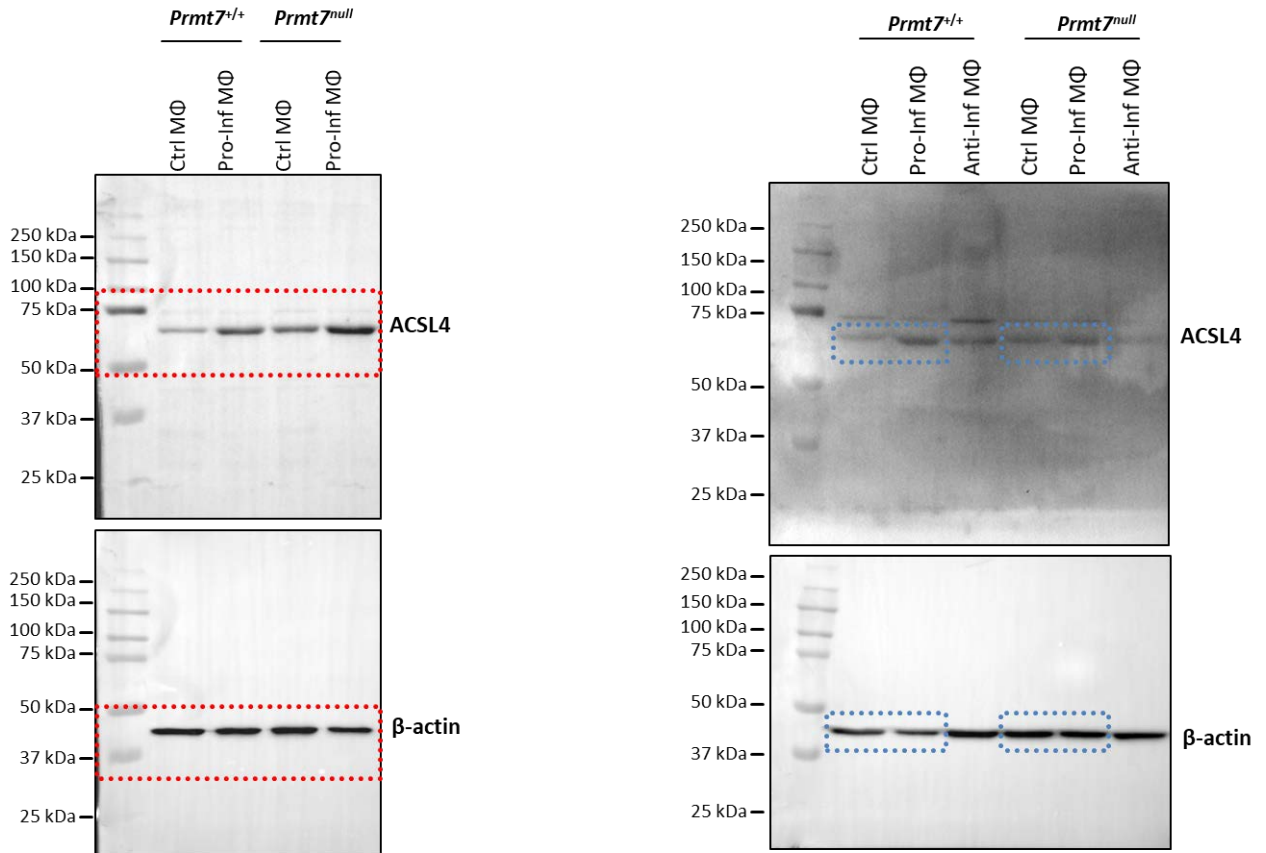 Prmt7+/+ Prmt7null
Ctrl MΦ
Pro-Inf MΦ
Ctrl MΦ
Pro-Inf MΦ
250 kDa
150 kDa
100 kDa
75 kDa
50 kDa
37 kDa
25 kDa
ACSL4
250 kDa
150 kDa
100 kDa
75 kDa
50 kDa
37 kDa
25 kDa
β-actin
Prmt7+/+ Prmt7null
Ctrl MΦ
Pro-Inf MΦ
Anti-Inf MΦ
Ctrl MΦ
Pro-Inf MΦ
Anti-Inf MΦ
250 kDa
150 kDa
100 kDa
75 kDa
50 kDa
37 kDa
25 kDa
ACSL4
250 kDa
150 kDa
100 kDa
75 kDa
50 kDa
37 kDa
25 kDa
β-actin